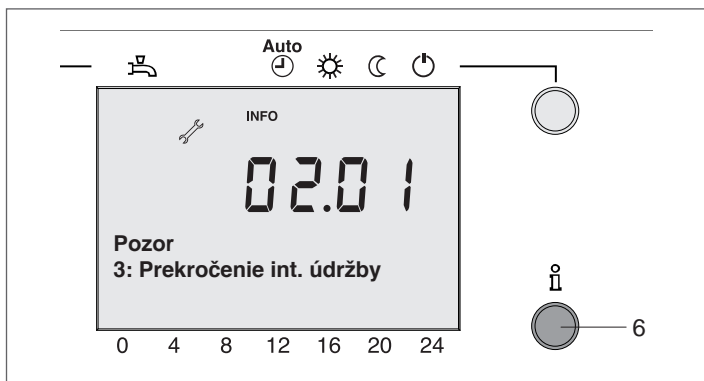 Auto
INFO
02.01
Pozor
3: Prekročenie int. údržby
0 4 8 12 16 20 24
6